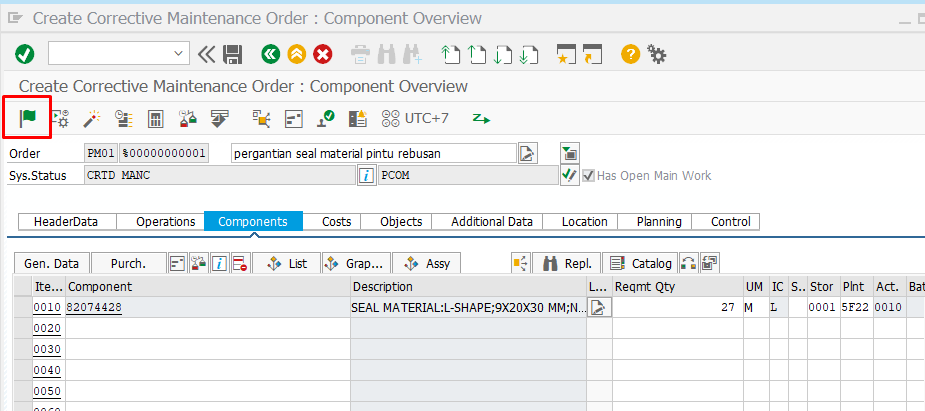 Create Corrective Maintenance Order : Component Overview
Create Corrective Maintenance Order : Component Overview
UTC+7
Order PM01 %00000000001 pergantian seal material pintu rebusan
Sys.Status CRTD MANC i PCOM Has Open Main Work
HeaderData Operations Components Costs Objects Additional Data Location Planning Control
Gen. Data Purch. i List Grap... Assy Repl. Catalog
Ite... Component Description L... Reqmt Qty UM IC S.. Stor Plnt Act. Bat
0010 82074428 SEAL MATERIAL:L-SHAPE;9X20X30 MM;N... 27 M L 0001 5F22 0010
0020
0030
0040
0050